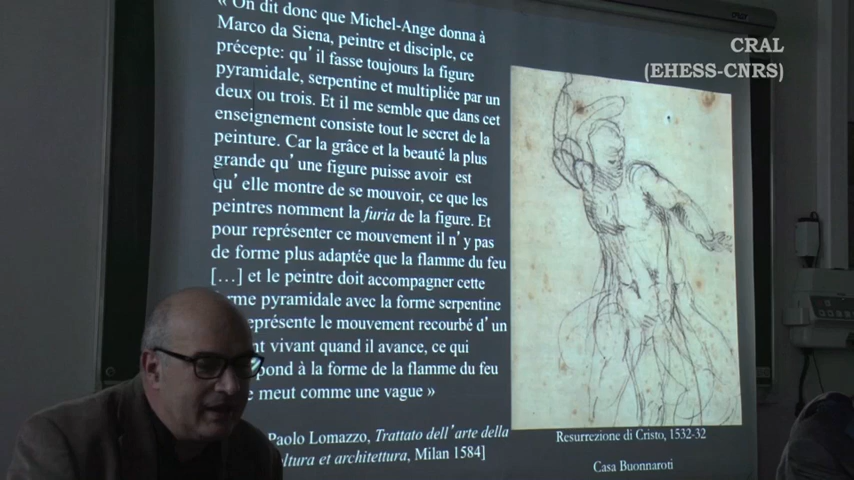 « On dit donc que Michel-Ange donna à
Marco da Siena, peintre et disciple, ce
précepte: qu'il fasse toujours la figure
pyramidale, serpentine et multipliée par un
deux ou trois. Et il me semble que dans cet
enseignement consiste tout le secret de la
peinture. Car la grâce et la beauté la plus
grande qu'une figure puisse avoir est
qu'elle montre de se mouvoir, ce que les
peintres nomment la furia de la figure. Et
pour représenter ce mouvement il n'y pas
de forme plus adaptée que la flamme du feu
[…] et le peintre doit accompagner cette
forme pyramidale avec la forme serpentine
représente le mouvement recourbé d'un
vivant quand il avance, ce qui
à la forme de la flamme du feu
meut comme une vague »
Paolo Lomazzo, Trattato dell'arte della
et architettura, Milan 1584]
CRAL
(EHESS-CNRS)
Resurrezione di Cristo, 1532-32
Casa Buonnaroti